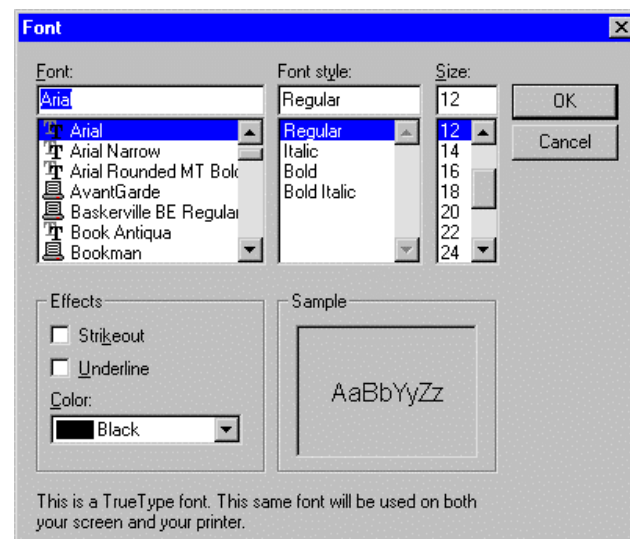 Font
Font:
Arial
Arial
Arial Narrow
Arial Rounded MT Bold
AvantGarde
Baskerville BE Regular
Book Antiqua
Bookman
Font style:
Regular
Regular
Italic
Bold
Bold Italic
Size:
12
12
14
16
18
20
22
24
OK
Cancel
Effects
Strikeout
Underline
Color:
Black
Sample
AaBbYyZz
This is a TrueType font. This same font will be used on both
your screen and your printer.